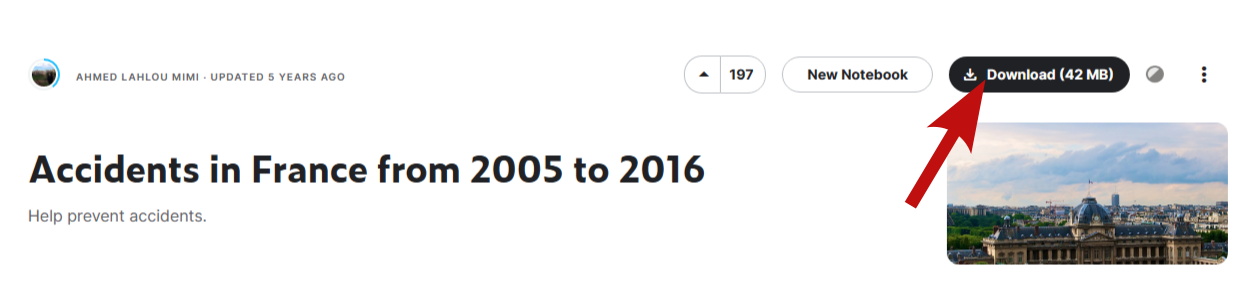 AHMED LAHLOU MIMI · UPDATED 5 YEARS AGO
197
New Notebook
Download (42 MB)
Accidents in France from 2005 to 2016
Help prevent accidents.